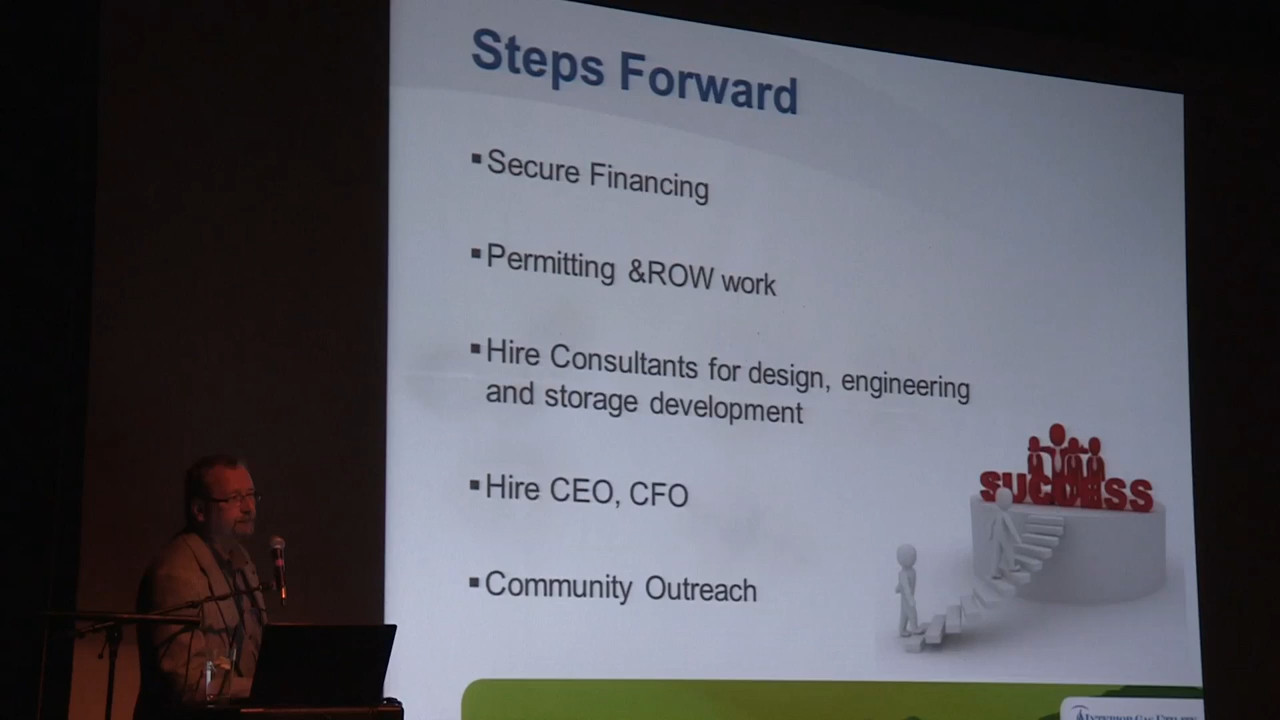 Steps Forward
▪Secure Financing
▪Permitting &ROW work
▪Hire Consultants for design, engineering
and storage development
▪Hire CEO, CFO
▪Community Outreach
SUCCESS